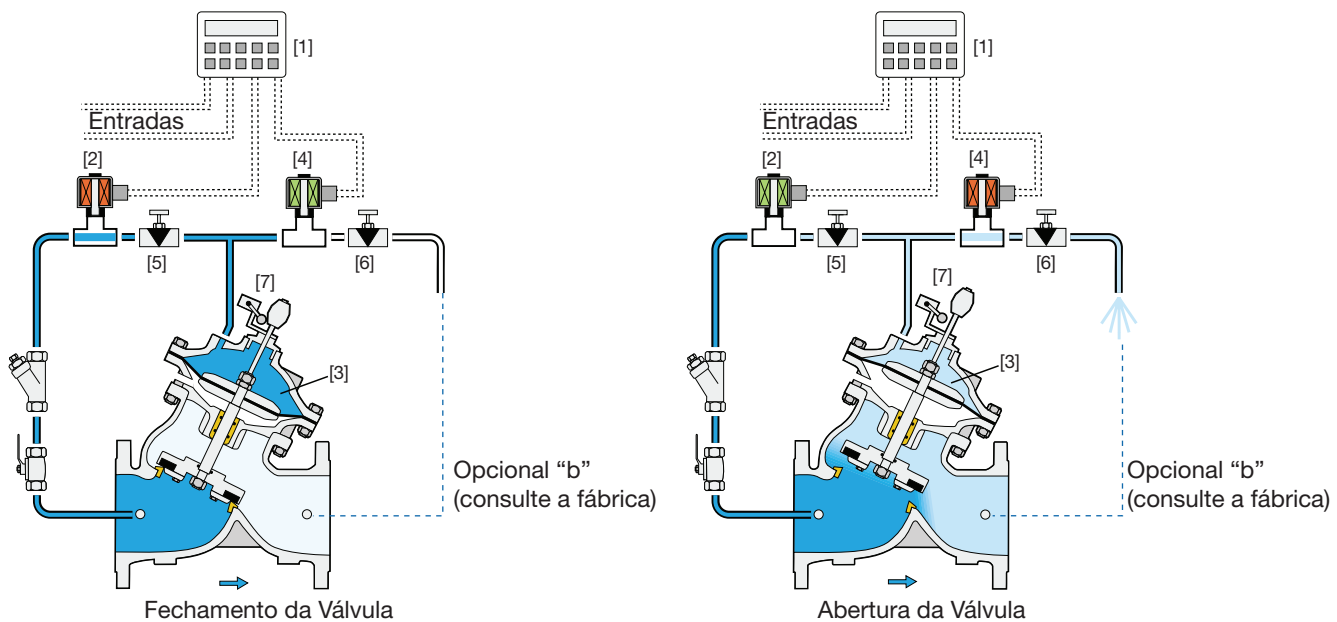 [1]
Entradas
[2]
[4]
[5]
[6]
[7]
[3]
Opcional “b”
(consulte a fábrica)
Fechamento da Válvula
[1]
Entradas
[2]
[4]
[5]
[6]
[7]
[3]
Opcional “b”
(consulte a fábrica)
Abertura da Válvula